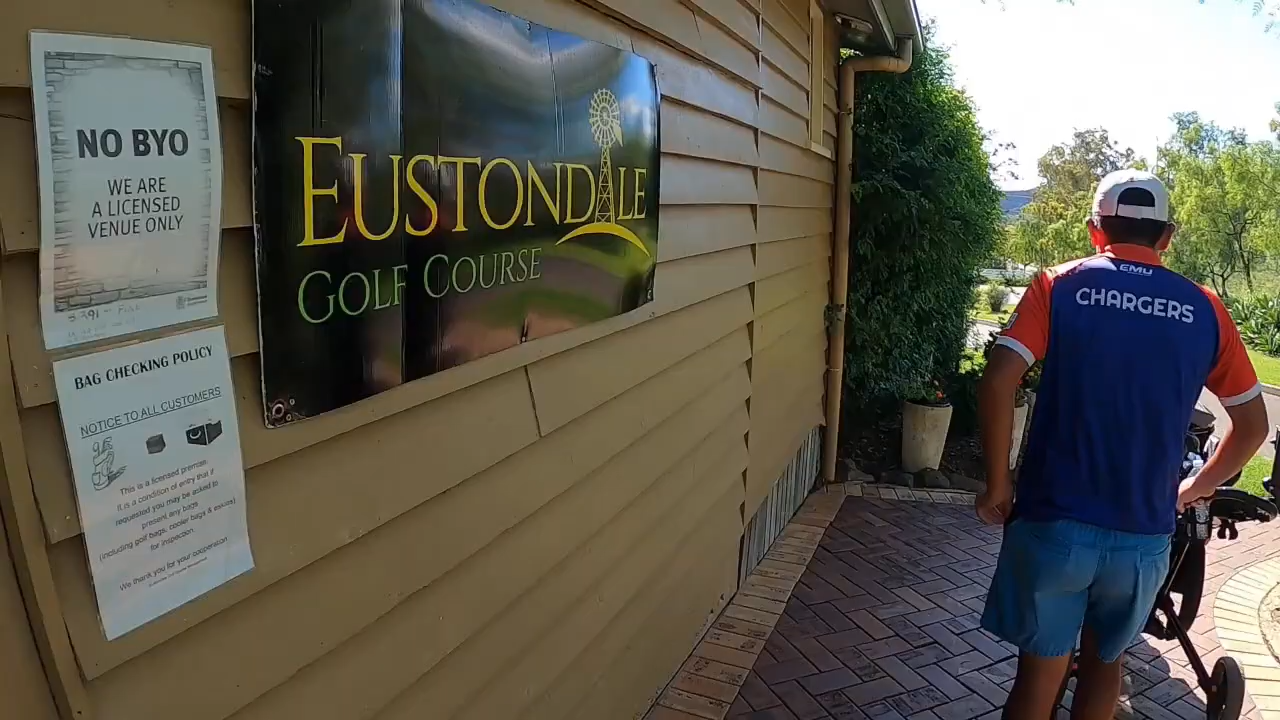 NO BYO
WE ARE
A LICENSED
VENUE ONLY
BAG CHECKING POLICY
NOTICE TO ALL CUSTOMERS
This is a licensed premise.
It is a condition of entry that if
requested you may be asked to
present any bags
(including golf bags, cooler bags & eskies)
for inspection.
We thank you for your cooperation.
EUSTONDALE
GOLF COURSE
EMU
CHARGERS